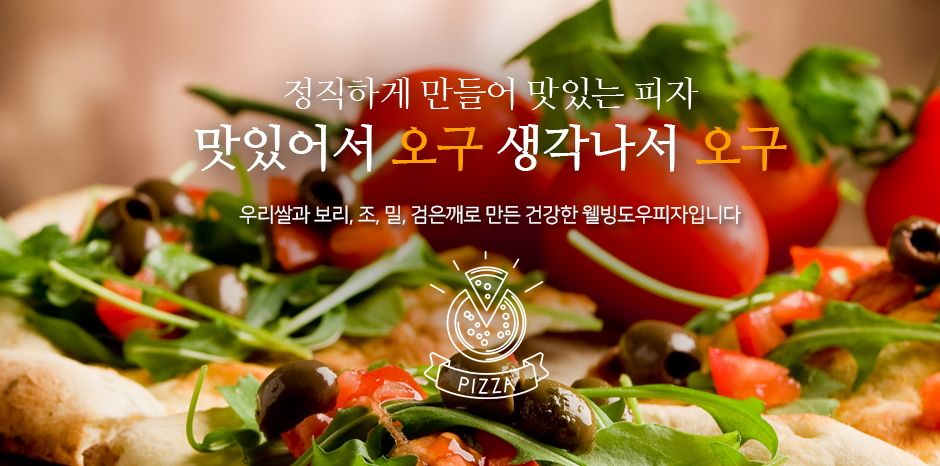 정직하게 만들어 맛있는 피자
맛있어서 오구 생각나서 오구
우리쌀과 보리, 조, 밀, 검은깨로 만든 건강한 웰빙도우피자입니다
PIZZA